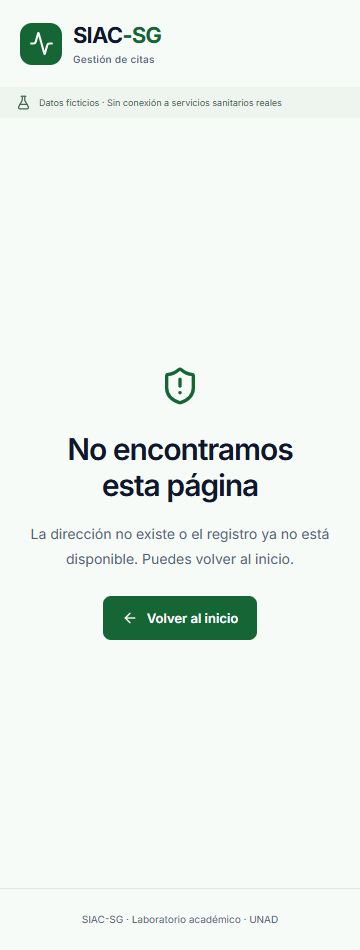 SIAC-SG
Gestión de citas
Datos ficticios · Sin conexión a servicios sanitarios reales
No encontramos
esta página
La dirección no existe o el registro ya no está
disponible. Puedes volver al inicio.
Volver al inicio
SIAC-SG · Laboratorio académico · UNAD